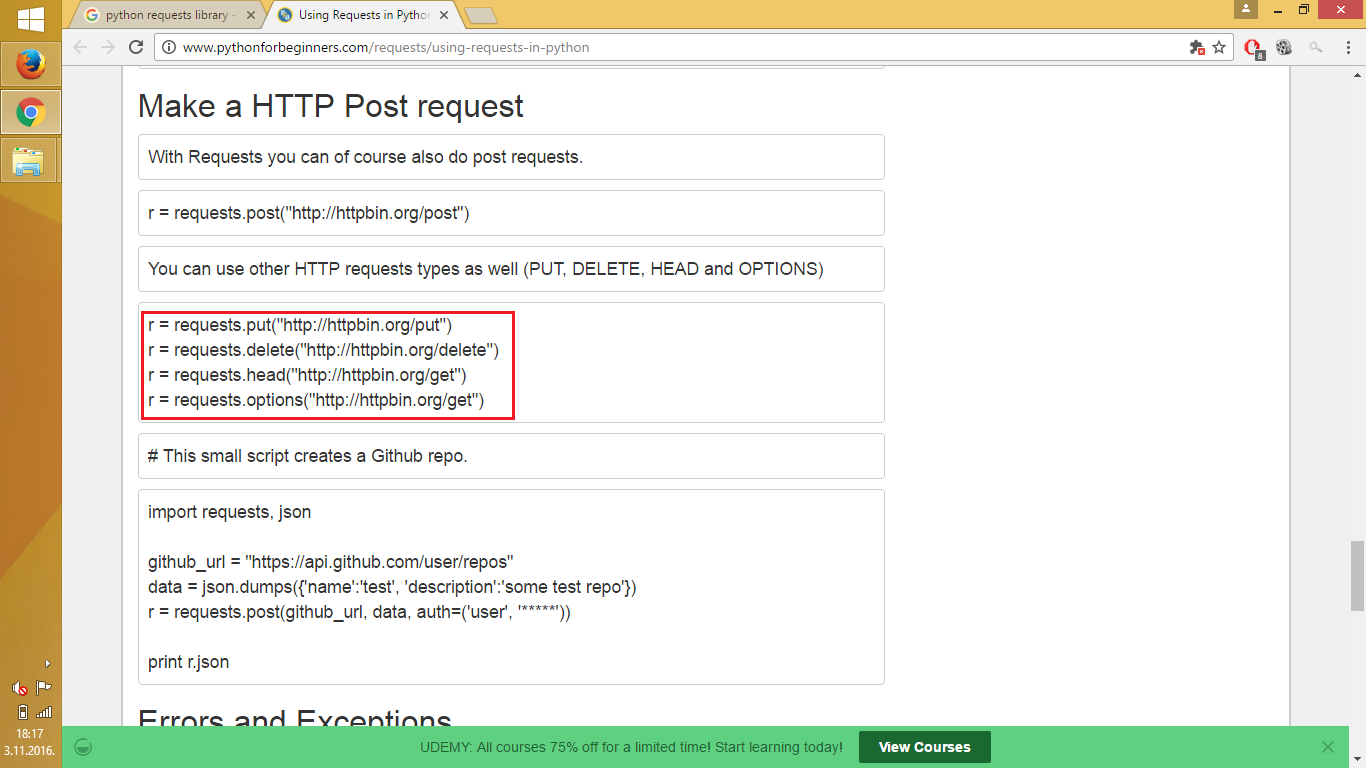 python requests library -
Using Requests in Python
www.pythonforbeginners.com/requests/using-requests-in-python
8
Make a HTTP Post request
With Requests you can of course also do post requests.
r = requests.post("http://httpbin.org/post")
You can use other HTTP requests types as well (PUT, DELETE, HEAD and OPTIONS)
r = requests.put("http://httpbin.org/put")
r = requests.delete("http://httpbin.org/delete")
r = requests.head("http://httpbin.org/get")
r = requests.options("http://httpbin.org/get")
# This small script creates a Github repo.
import requests, json
github_url = "https://api.github.com/user/repos"
data = json.dumps({'name':'test', 'description':'some test repo'})
r = requests.post(github_url, data, auth=('user', '*****'))
print r.json
Errors and Exceptions
18:17
3.11.2016.
UDEMY: All courses 75% off for a limited time! Start learning today!
View Courses